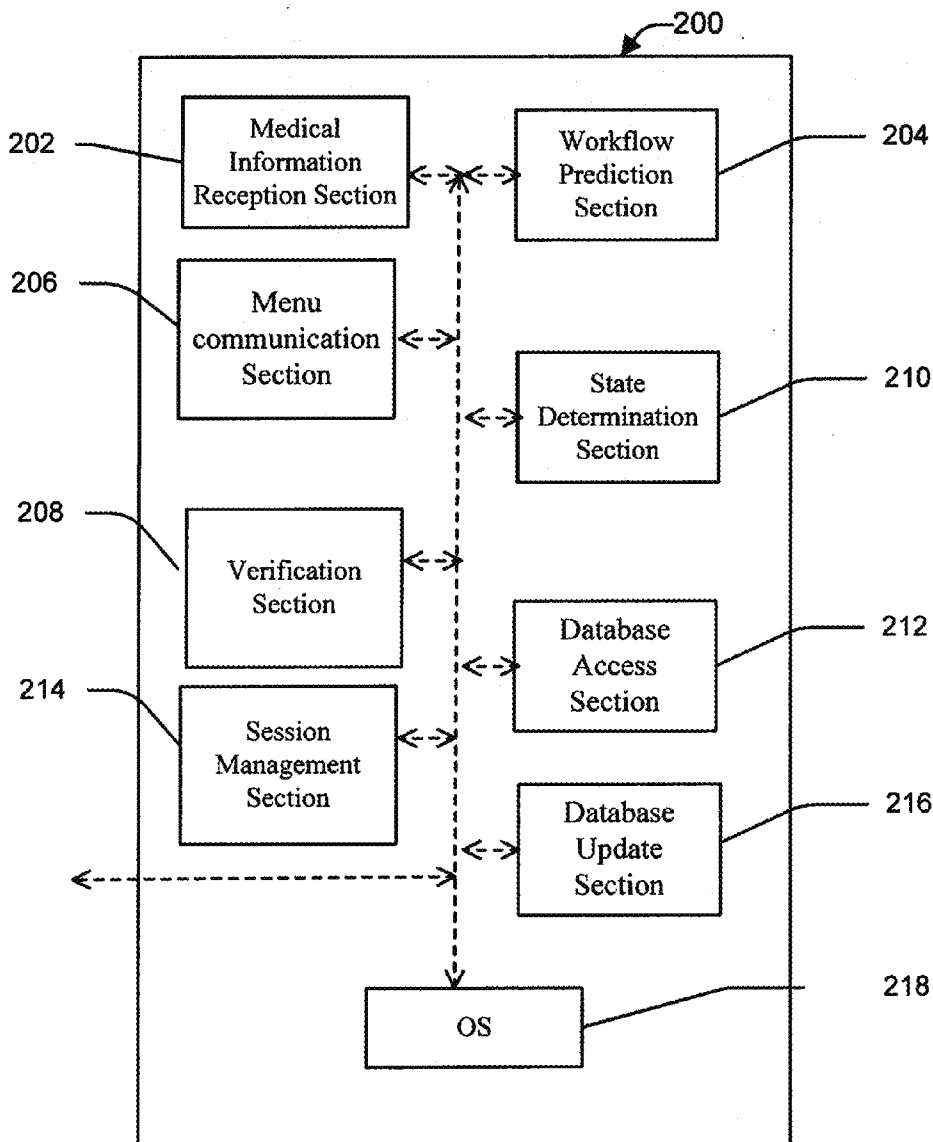 200
202
Medical
Information
Reception Section
Workflow
Prediction
Section
204
206
Menu
communication
Section
State
Determination
Section
210
208
Verification
Section
Database
Access
Section
212
214
Session
Management
Section
Database
Update
Section
216
OS
218